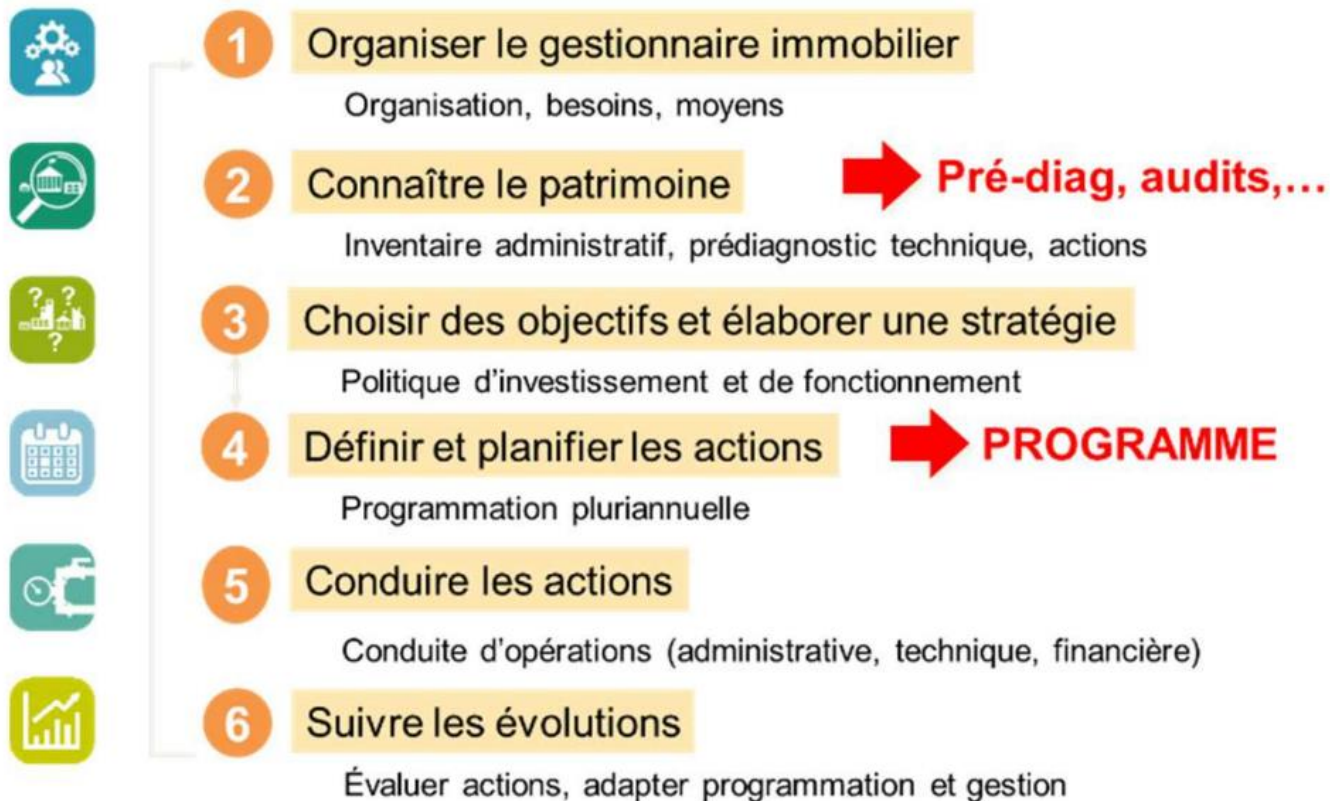 1 Organiser le gestionnaire immobilier
Organisation, besoins, moyens
2 Connaître le patrimoine Pré-diag, audits,…
Inventaire administratif, prédiagnostic technique, actions
? ? ?
3 Choisir des objectifs et élaborer une stratégie
Politique d’investissement et de fonctionnement
4 Définir et planifier les actions PROGRAMME
Programmation pluriannuelle
5 Conduire les actions
Conduite d’opérations (administrative, technique, financière)
6 Suivre les évolutions
Évaluer actions, adapter programmation et gestion